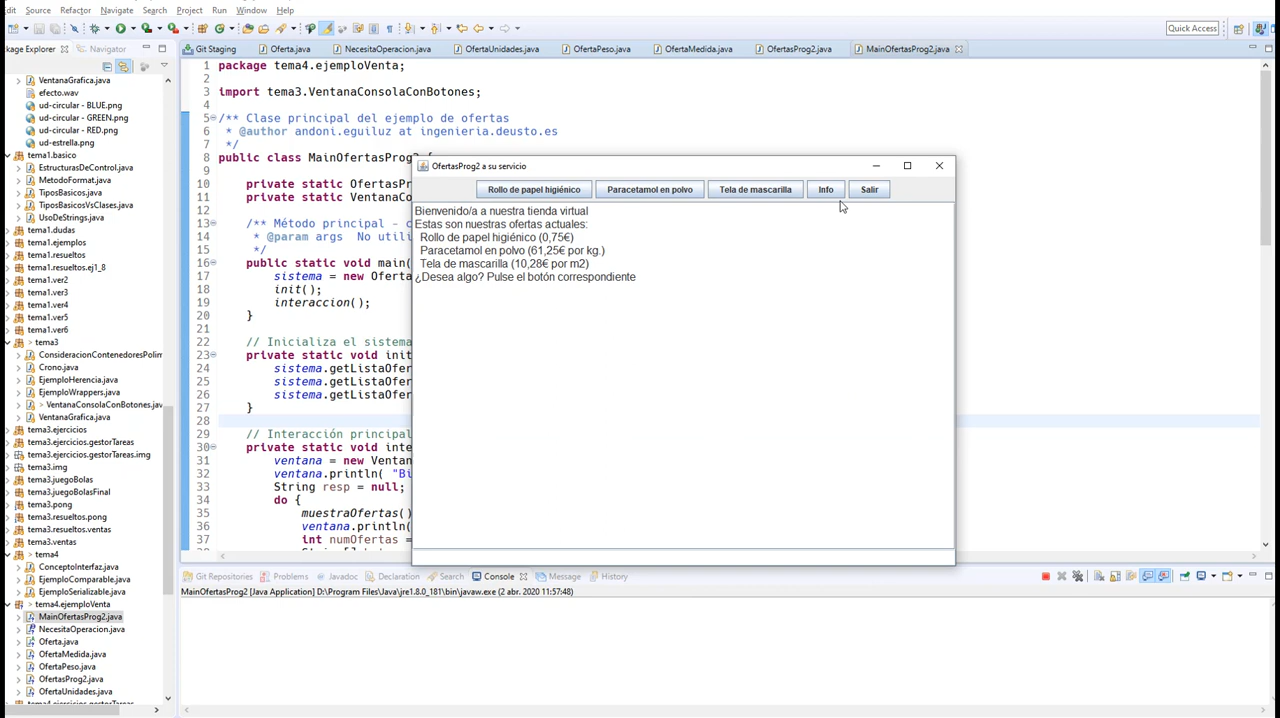 dit Source Refactor Navigate Search Project Run Window Help
Quick Access
ckage Explorer Navigator
Git Staging Oferta.java NecesitaOperacion.java OfertaUnidades.java OfertaPeso.java OfertaMedida.java OfertasProg2.java MainOfertasProg2.java
VentanaGrafica.java
efecto.wav
ud-circular - BLUE.png
ud-circular - GREEN.png
ud-circular - RED.png
ud-estrella.png
tema1.basico
EstructurasDeControl.java
MetodoFormat.java
TiposBasicos.java
TiposBasicosVsClases.java
UsoDeStrings.java
tema1.dudas
tema1.ejemplos
tema1.resueltos
tema1.resueltos.ej1_8
tema1.ver2
tema1.ver3
tema1.ver4
tema1.ver5
tema1.ver6
> tema3
ConsideracionContenedoresPolim
Crono.java
EjemploHerencia.java
EjemploWrappers.java
> VentanaConsolaConBotones.jav
VentanaGrafica.java
tema3.ejercicios
tema3.ejercicios.gestorTareas
tema3.ejercicios.gestorTareas.img
tema3.img
tema3.juegoBolas
tema3.juegoBolasFinal
tema3.pong
tema3.resueltos.pong
tema3.resueltos.ventas
tema3.ventas
> tema4
ConceptoInterfaz.java
EjemploComparable.java
EjemploSerializable.java
> tema4.ejemploVenta
MainOfertasProg2.java
NecesitaOperacion.java
Oferta.java
OfertaMedida.java
OfertaPeso.java
OfertasProg2.java
OfertaUnidades.java
tema4.ejercicios.gestorTareas
1 package tema4.ejemploVenta;
2
3 import tema3.VentanaConsolaConBotones;
4
5 /** Clase principal del ejemplo de ofertas
6 * @author andoni.eguiluz at ingenieria.deusto.es
7 */
8 public class MainOfertasProg2
9
10 private static OfertasPr
11 private static VentanaCo
12
13 /** Método principal - c
14 * @param args No utili
15 */
16 public static void main(
17 sistema = new Oferta
18 init();
19 interaccion();
20 }
21
22 // Inicializa el sistema
23 private static void init
24 sistema.getListaOfer
25 sistema.getListaOfer
26 sistema.getListaOfer
27 }
28
29 // Interacción principal
30 private static void inte
31 ventana = new Ventan
32 ventana.println( "Bi
33 String resp = null;
34 do {
35 muestraOfertas()
36 ventana.println(
37 int numOfertas =
OfertasProg2 a su servicio
Rollo de papel higiénico Paracetamol en polvo Tela de mascarilla Info Salir
Bienvenido/a a nuestra tienda virtual
Estas son nuestras ofertas actuales:
Rollo de papel higiénico (0,75€)
Paracetamol en polvo (61,25€ por kg.)
Tela de mascarilla (10,28€ por m2)
¿Desea algo? Pulse el botón correspondiente
Git Repositories Problems Javadoc Declaration Search Console Message History
MainOfertasProg2 [Java Application] D:\Program Files\Java\jre1.8.0_181\bin\javaw.exe (2 abr. 2020 11:57:48)